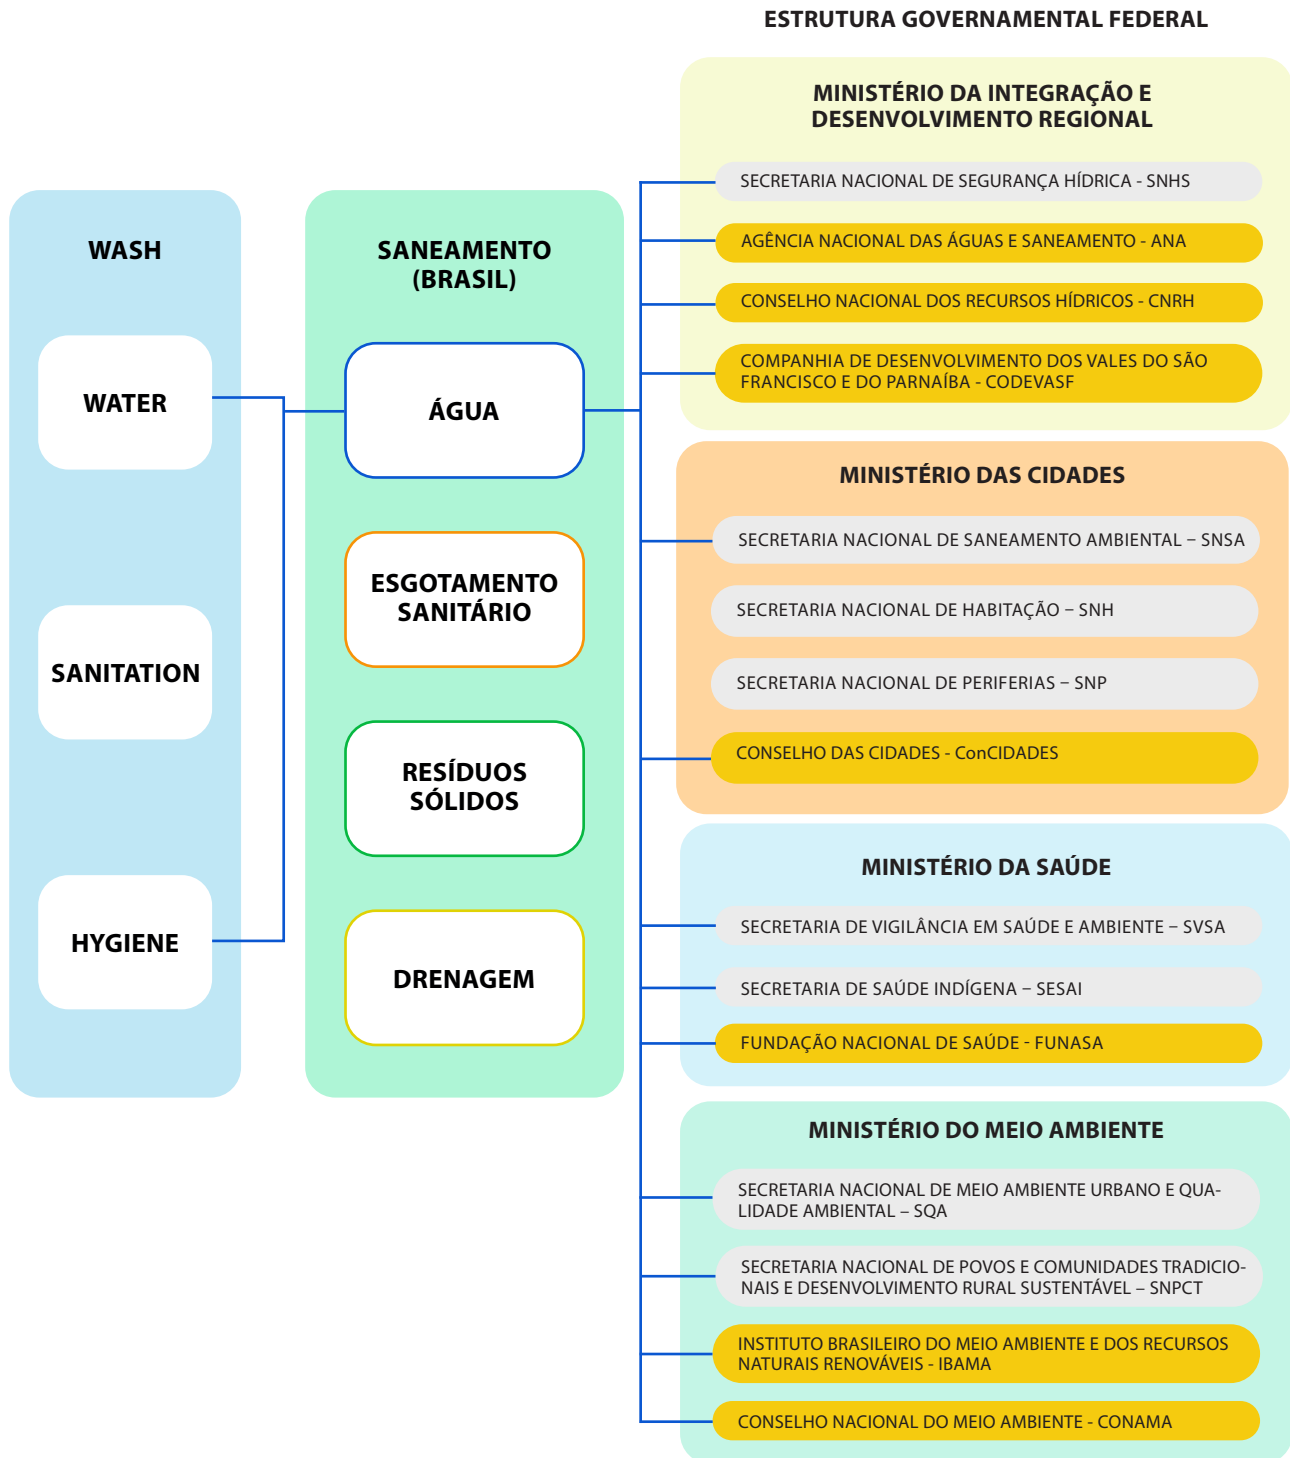 ESTRUTURA GOVERNAMENTAL FEDERAL
WASH
WATER
SANITATION
HYGIENE
SANEAMENTO
(BRASIL)
ÁGUA
ESGOTAMENTO
SANITÁRIO
RESÍDUOS
SÓLIDOS
DRENAGEM
MINISTÉRIO DA INTEGRAÇÃO E
DESENVOLVIMENTO REGIONAL
SECRETARIA NACIONAL DE SEGURANÇA HÍDRICA - SNHS
AGÊNCIA NACIONAL DAS ÁGUAS E SANEAMENTO - ANA
CONSELHO NACIONAL DOS RECURSOS HÍDRICOS - CNRH
COMPANHIA DE DESENVOLVIMENTO DOS VALES DO SÃO
FRANCISCO E DO PARNAÍBA - CODEVASF
MINISTÉRIO DAS CIDADES
SECRETARIA NACIONAL DE SANEAMENTO AMBIENTAL – SNSA
SECRETARIA NACIONAL DE HABITAÇÃO – SNH
SECRETARIA NACIONAL DE PERIFERIAS – SNP
CONSELHO DAS CIDADES - ConCIDADES
MINISTÉRIO DA SAÚDE
SECRETARIA DE VIGILÂNCIA EM SAÚDE E AMBIENTE – SVSA
SECRETARIA DE SAÚDE INDÍGENA – SESAI
FUNDAÇÃO NACIONAL DE SAÚDE - FUNASA
MINISTÉRIO DO MEIO AMBIENTE
SECRETARIA NACIONAL DE MEIO AMBIENTE URBANO E QUA-
LIDADE AMBIENTAL – SQA
SECRETARIA NACIONAL DE POVOS E COMUNIDADES TRADICIO-
NAIS E DESENVOLVIMENTO RURAL SUSTENTÁVEL – SNPCT
INSTITUTO BRASILEIRO DO MEIO AMBIENTE E DOS RECURSOS
NATURAIS RENOVÁVEIS - IBAMA
CONSELHO NACIONAL DO MEIO AMBIENTE - CONAMA